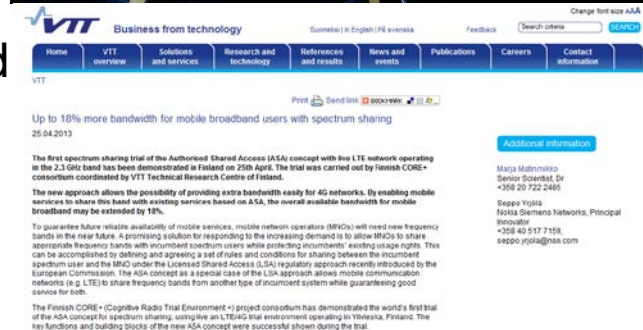 d
Change font size AAA
VTT Business from technology
Suomeksi | In English | På svenska
Feedback
Search criteria
SEARCH
Home
VTT overview
Solutions and services
Research and technology
References and results
News and events
Publications
Careers
Contact information
VTT
Print Send link BOOKMARK
Up to 18% more bandwidth for mobile broadband users with spectrum sharing
25.04.2013
The first spectrum sharing trial of the Authorised Shared Access (ASA) concept with live LTE network operating
in the 2.3 GHz band has been demonstrated in Finland on 25th April. The trial was carried out by Finnish CORE+
consortium coordinated by VTT Technical Research Centre of Finland.
The new approach allows the possibility of providing extra bandwidth easily for 4G networks. By enabling mobile
services to share this band with existing services based on ASA, the overall available bandwidth for mobile
broadband may be extended by 18%.
To guarantee future reliable availability of mobile services, mobile network operators (MNOs) will need new frequency
bands in the near future. A promising solution for responding to the increasing demand is to allow MNOs to share
appropriate frequency bands with incumbent spectrum users while protecting incumbents' existing usage rights. This
can be accomplished by defining and agreeing a set of rules and conditions for sharing between the incumbent
spectrum user and the MNO under the Licensed Shared Access (LSA) regulatory approach recently introduced by the
European Commission. The ASA concept as a special case of the LSA approach allows mobile communication
networks (e.g. LTE) to share frequency bands from another type of incumbent system while guaranteeing good
service for both.
The Finnish CORE+ (Cognitive Radio Trial Environment +) project consortium has demonstrated the world's first trial
of the ASA concept for spectrum sharing, using live an LTE/4G trial environment operating in Ylivieska, Finland. The
key functions and building blocks of the new ASA concept were successful shown during the trial.
Additional information
Marja Matinmikko
Senior Scientist, Dr
+358 20 722 2485
Seppo Yrjölä
Nokia Siemens Networks, Principal
Innovator
+358 40 517 7159,
seppo.yrjola@nsn.com